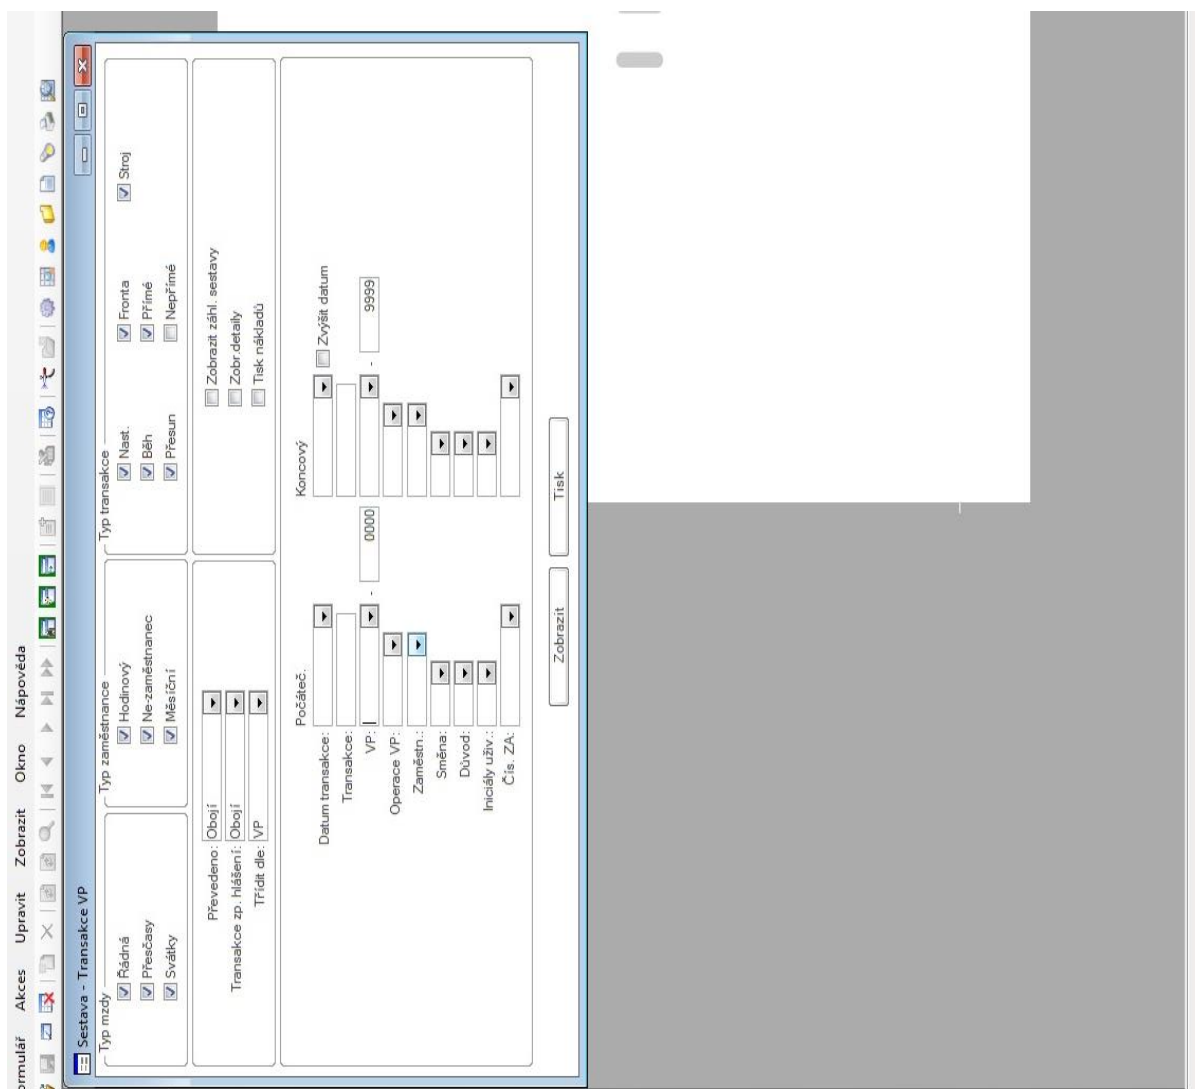 ormulář Akces Upravit Zobrazit Okno Nápověda
Sestava - Transakce VP
Typ mzdy
Řádná
Přesčasy
Svátky
Typ zaměstnance
Hodinový
Ne-zaměstnanec
Měsíční
Typ transakce
Nast. Fronta Stroj
Běh Přímé
Přesun Nepřímé
Převedeno: Obojí
Transakce zp. hlášení: Obojí
Třídit dle: VP
Zobrazit záhl. sestavy
Zobr.detaily
Tisk nákladů
Počáteč. Koncový
Datum transakce: Zvýšit datum
Transakce:
VP: - 0000 - 9999
Operace VP:
Zaměstn.:
Směna:
Důvod:
Iniciály uživ.:
Čís. ZA:
Zobrazit Tisk